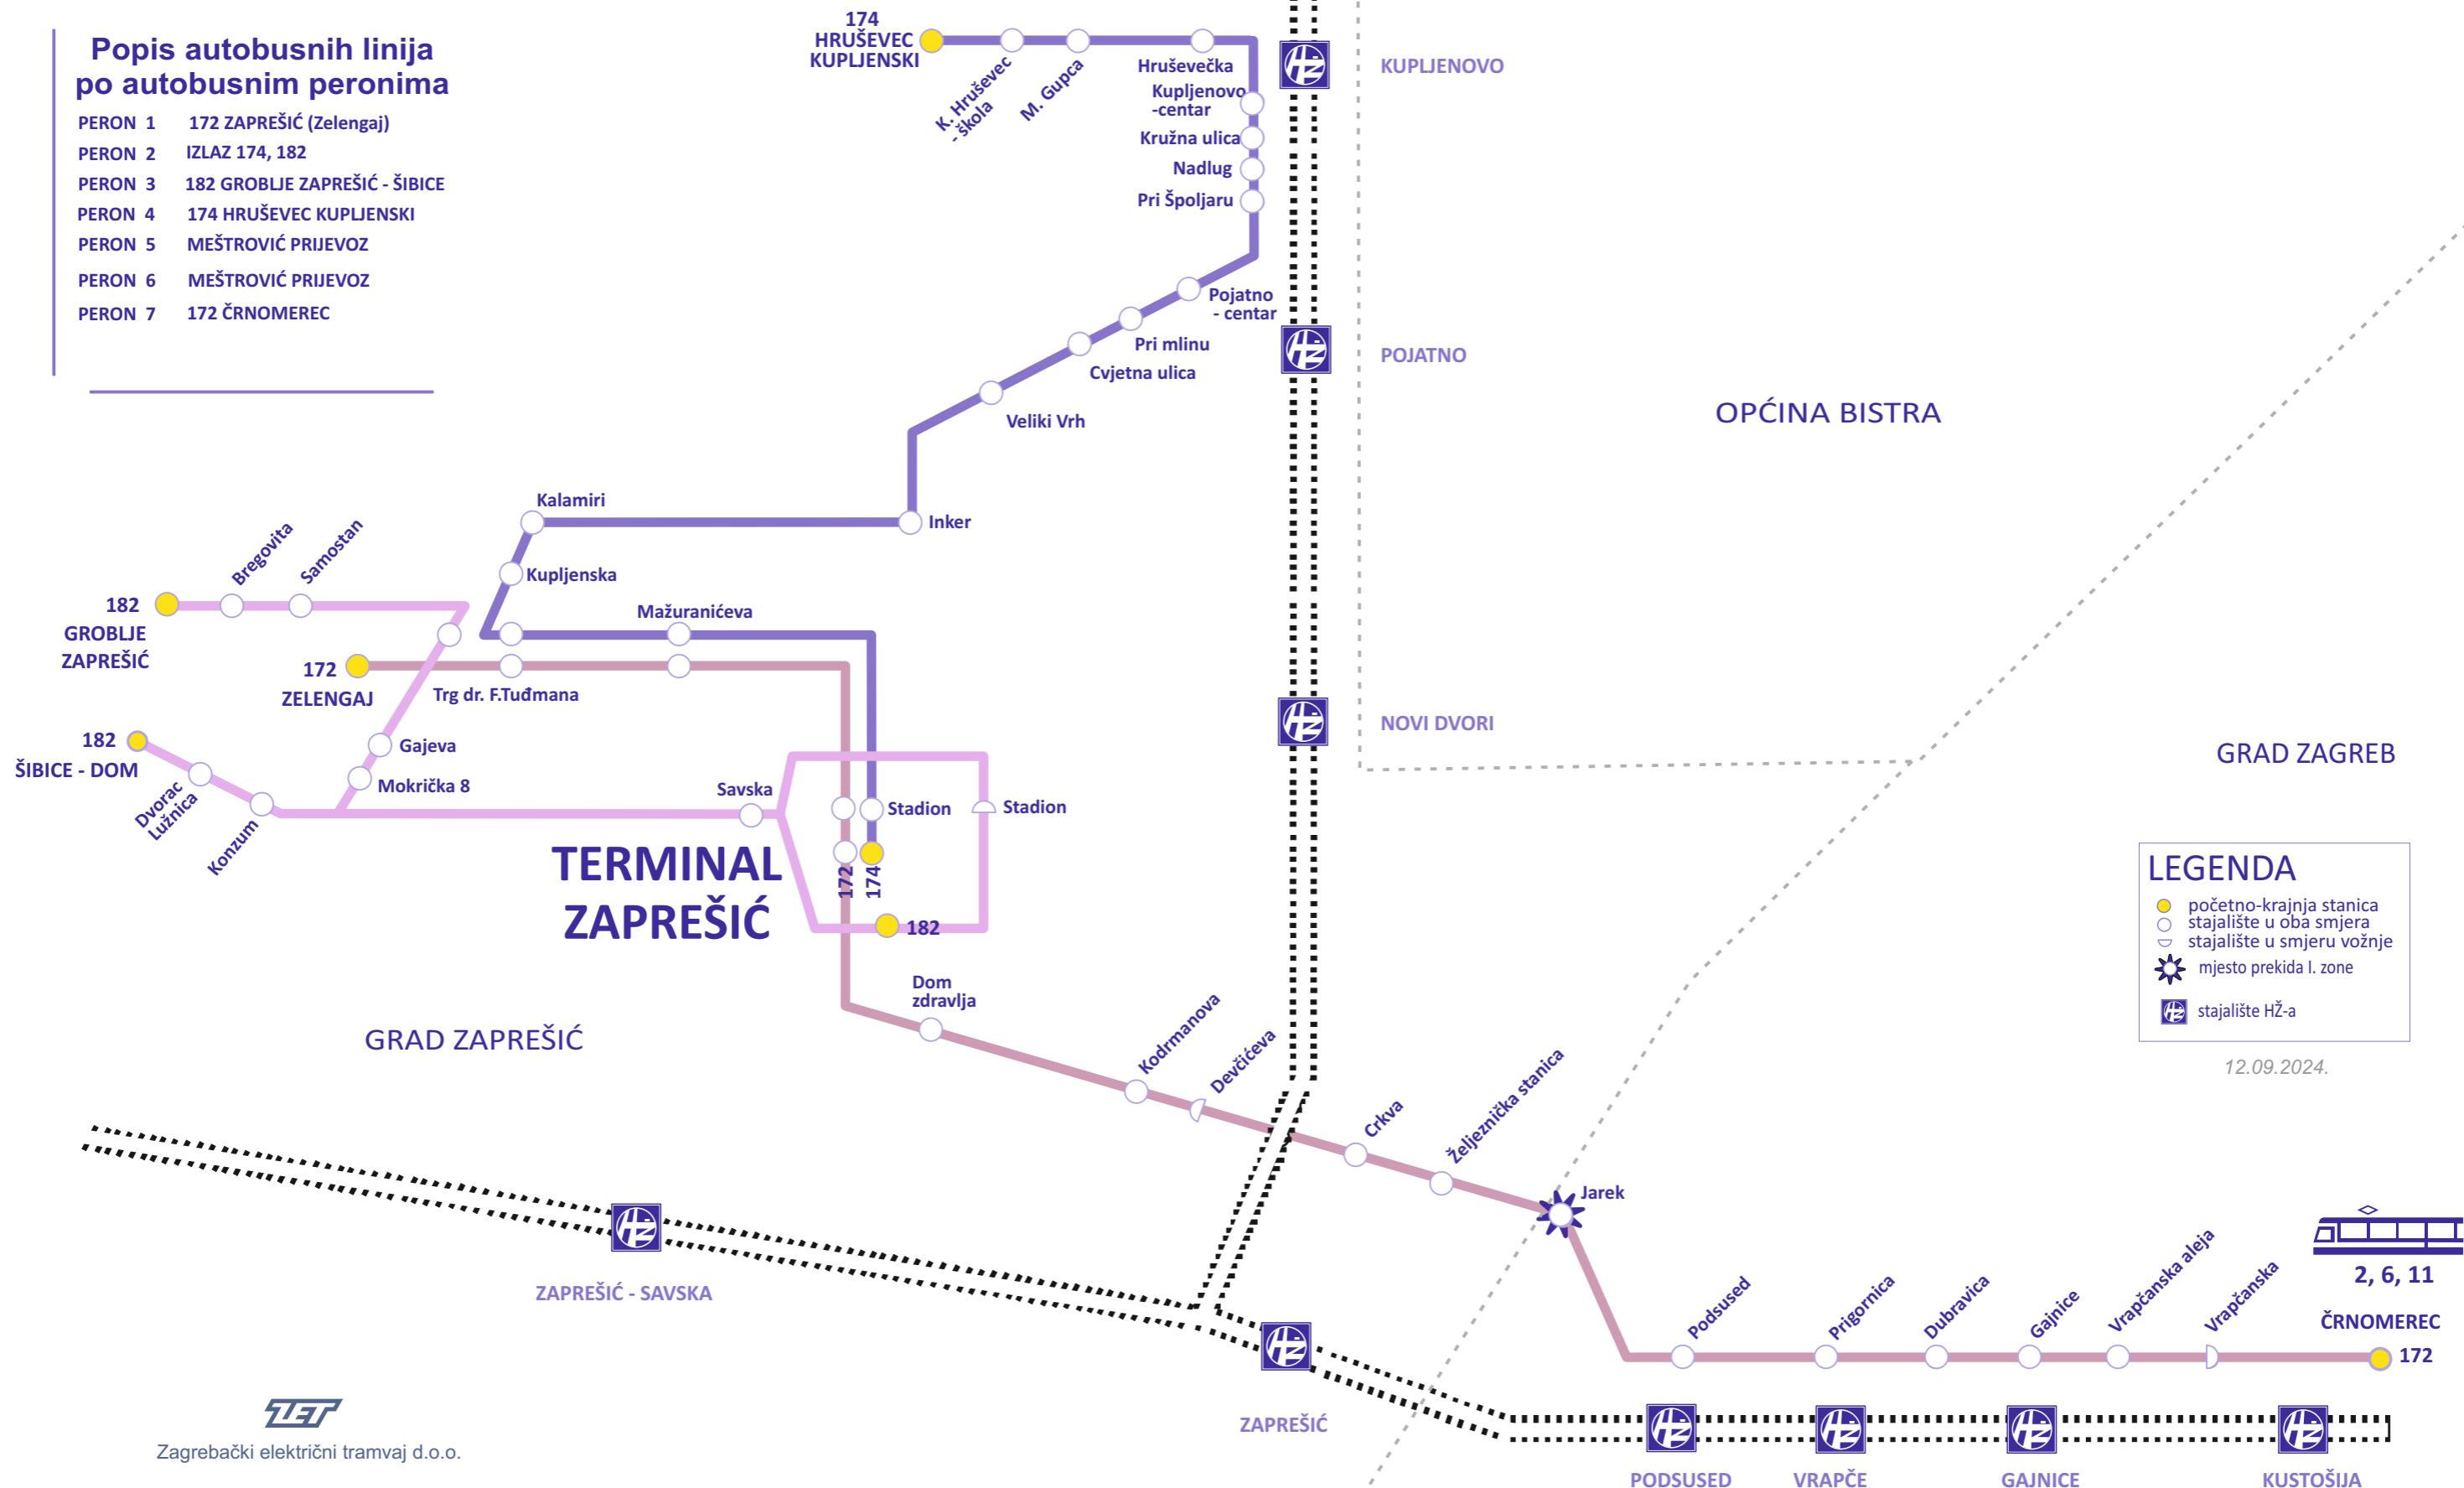 Popis autobusnih linija
po autobusnim peronima
PERON 1 172 ZAPREŠIĆ (Zelengaj)
PERON 2 IZLAZ 174, 182
PERON 3 182 GROBLJE ZAPREŠIĆ - ŠIBICE
PERON 4 174 HRUŠEVEC KUPLJENSKI
PERON 5 MEŠTROVIĆ PRIJEVOZ
PERON 6 MEŠTROVIĆ PRIJEVOZ
PERON 7 172 ČRNOMEREC
174
HRUŠEVEC
KUPLJENSKI
K. Hruševec
- škola
M. Gupca
Hruševečka
Kupljenovo
-centar
Kružna ulica
Nadlug
Pri Špoljaru
Pojatno
- centar
Pri mlinu
Cvjetna ulica
Veliki Vrh
Inker
Kalamiri
Kupljenska
Mažuranićeva
KUPLJENOVO
POJATNO
NOVI DVORI
OPĆINA BISTRA
GRAD ZAGREB
Bregovita
Samostan
182
GROBLJE
ZAPREŠIĆ
172
ZELENGAJ
Trg dr. F.Tuđmana
182
ŠIBICE - DOM
Dvorac
Lužnica
Konzum
Gajeva
Mokrička 8
Savska
Stadion
Stadion
172
174
182
TERMINAL
ZAPREŠIĆ
GRAD ZAPREŠIĆ
Dom
zdravlja
Kodrmanova
Devčićeva
Crkva
Željeznička stanica
Jarek
LEGENDA
početno-krajnja stanica
stajalište u oba smjera
stajalište u smjeru vožnje
mjesto prekida I. zone
HŽ stajalište HŽ-a
12.09.2024.
Podsused
Prigornica
Dubravica
Gajnice
Vrapčanska aleja
Vrapčanska
2, 6, 11
ČRNOMEREC
172
ZAPREŠIĆ - SAVSKA
ZAPREŠIĆ
PODSUSED
VRAPČE
GAJNICE
KUSTOŠIJA
ZET
Zagrebački električni tramvaj d.o.o.